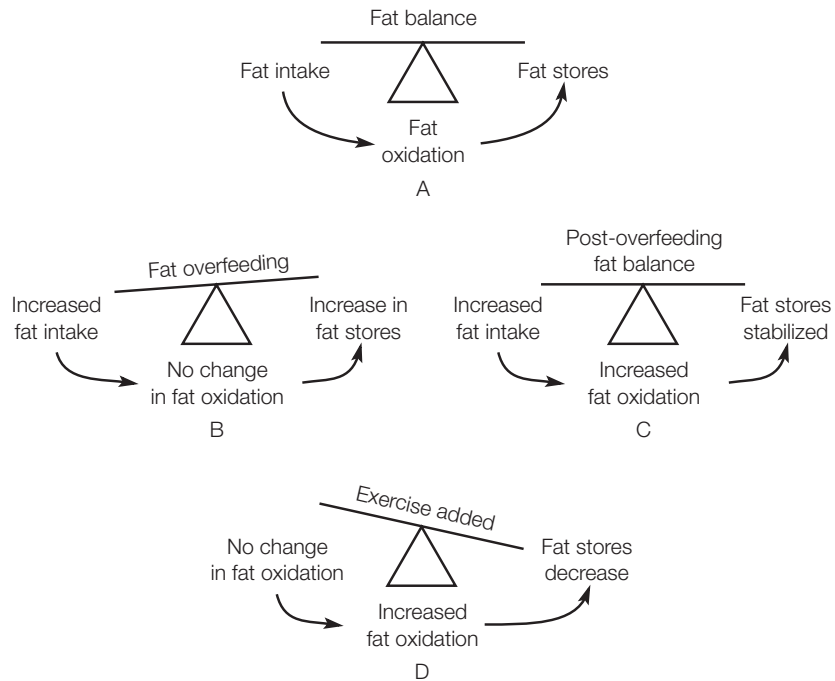 Fat balance
Fat intake
Fat stores
Fat
oxidation
A
Fat overfeeding
Increased
fat intake
Increase in
fat stores
No change
in fat oxidation
B
Post-overfeeding
fat balance
Increased
fat intake
Fat stores
stabilized
Increased
fat oxidation
C
Exercise added
No change
in fat oxidation
Fat stores
decrease
Increased
fat oxidation
D